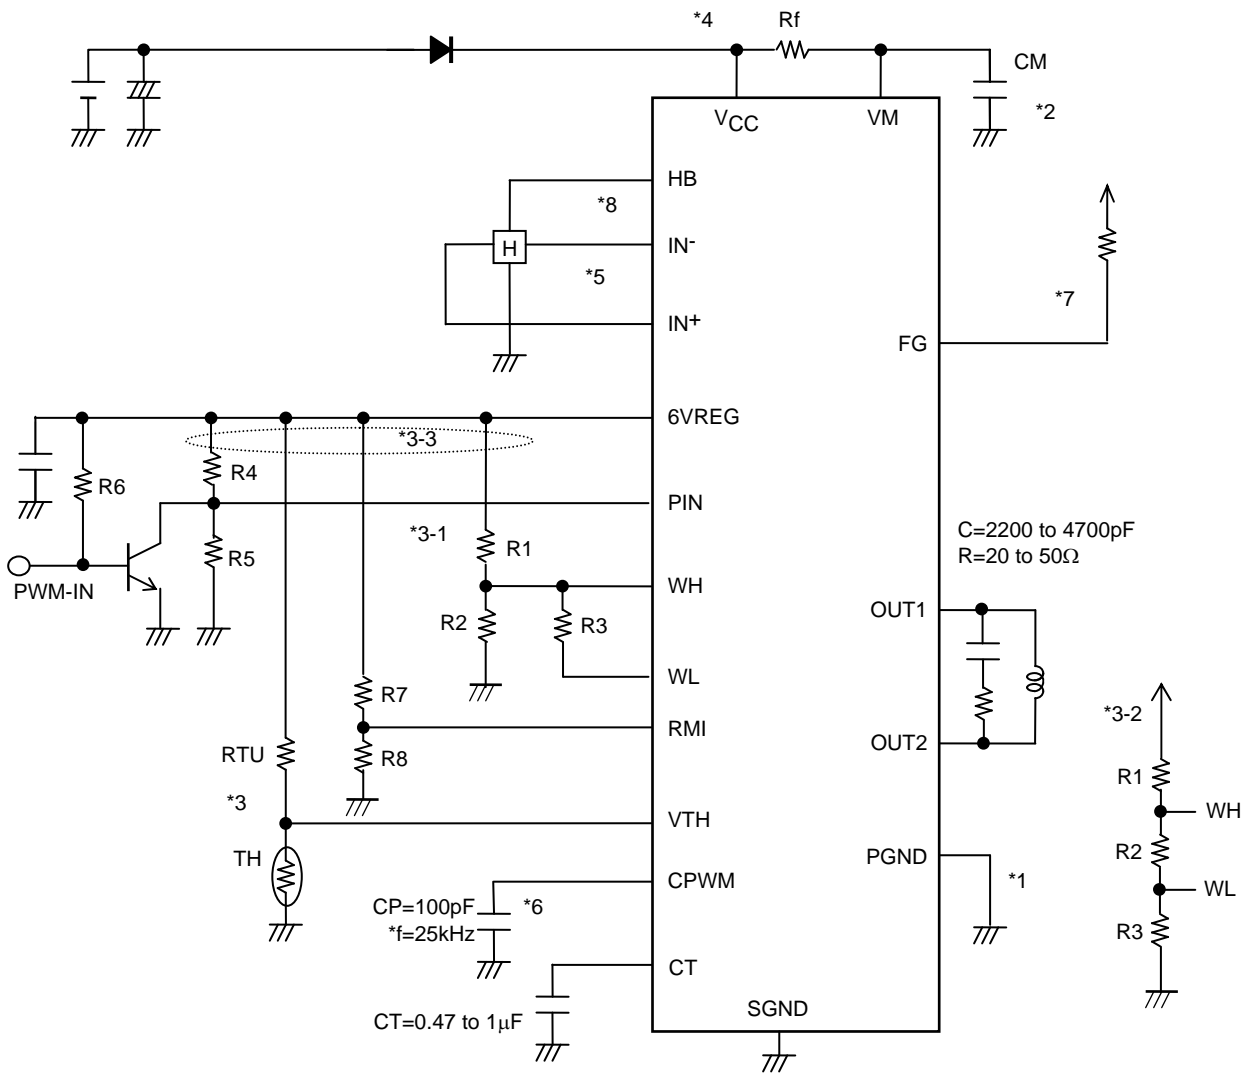 *4
Rf
CM
*2
VCC
VM
HB
*8
H
IN-
*5
IN+
*7
FG
6VREG
*3-3
R4
R6
PIN
*3-1
R1
R5
PWM-IN
WH
R2
R3
WL
C=2200 to 4700pF
R=20 to 50Ω
OUT1
R7
RMI
R8
RTU
OUT2
*3-2
R1
WH
R2
WL
R3
*3
VTH
TH
PGND
*1
CPWM
CP=100pF
*f=25kHz
*6
CT
CT=0.47 to 1μF
SGND